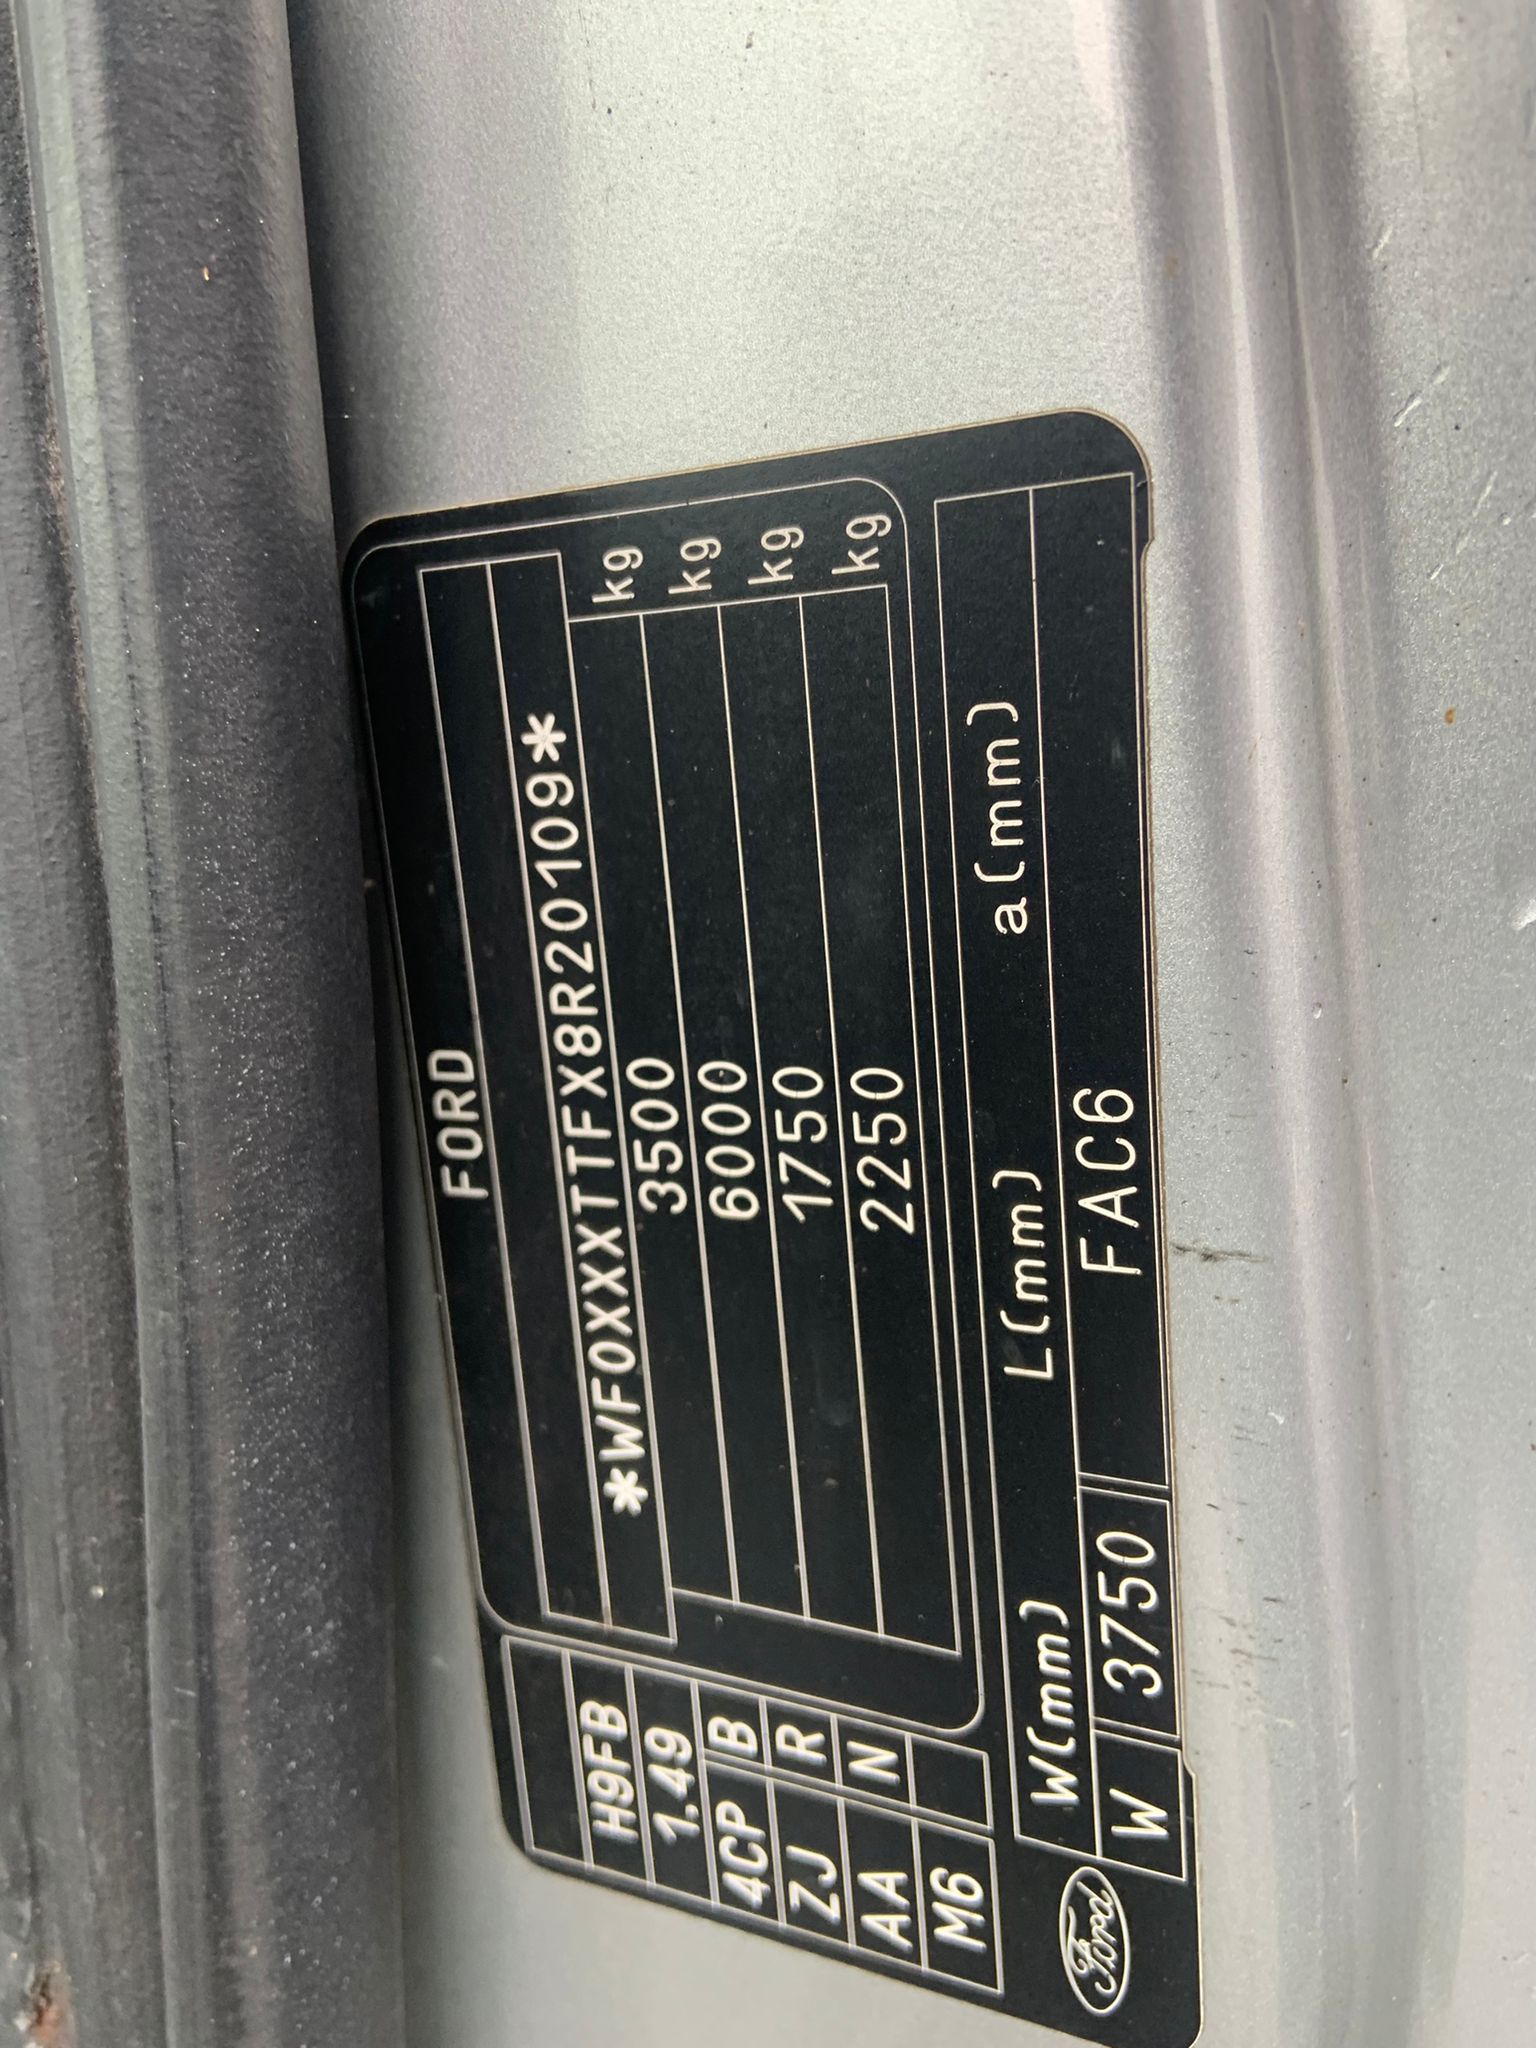 FORD
*WF0XXXTTFX8R20109*
3500 kg
6000 kg
1750 kg
2250 kg
H9FB
1.49
4CP B
ZJ R
AA N
M6
W(mm) L(mm) a(mm)
W 3750 FAC6
Ford